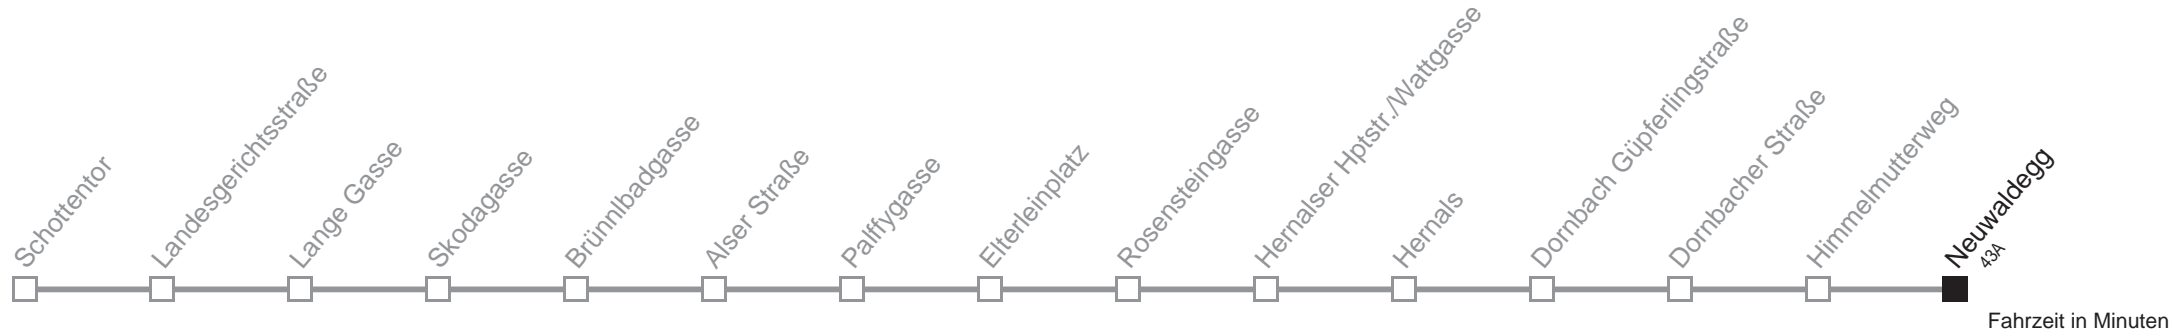 Schottentor
Landesgerichtsstraße
Lange Gasse
Skodagasse
Brünnlbadgasse
Alser Straße
Palffygasse
Elterleinplatz
Rosensteingasse
Hernalser Hptstr./Wattgasse
Hernals
Dornbach Güpferlingstraße
Dornbacher Straße
Himmelmutterweg
Neuwaldegg
43A
Fahrzeit in Minuten